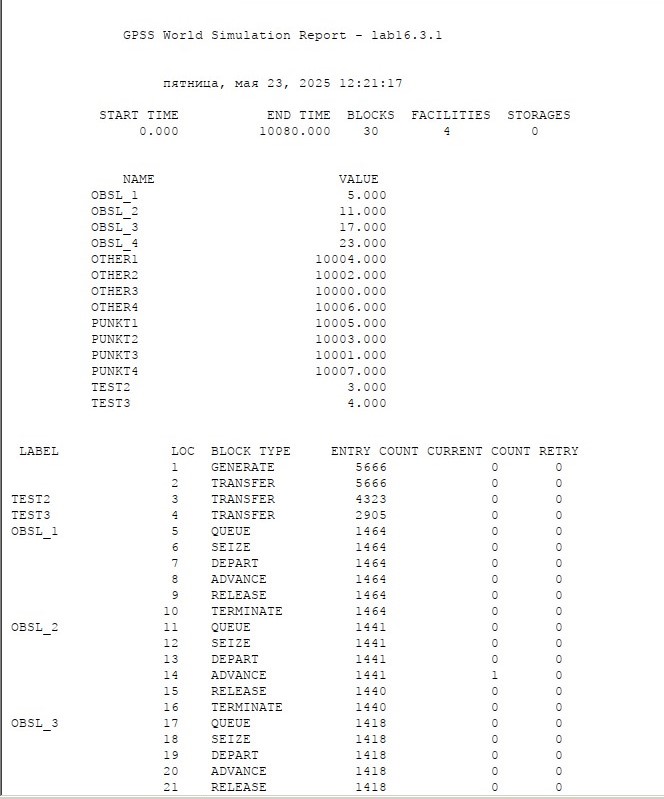 GPSS World Simulation Report - lab16.3.1
пятница, мая 23, 2025 12:21:17
START TIME END TIME BLOCKS FACILITIES STORAGES
0.000 10080.000 30 4 0
NAME VALUE
OBSL_1 5.000
OBSL_2 11.000
OBSL_3 17.000
OBSL_4 23.000
OTHER1 10004.000
OTHER2 10002.000
OTHER3 10000.000
OTHER4 10006.000
PUNKT1 10005.000
PUNKT2 10003.000
PUNKT3 10001.000
PUNKT4 10007.000
TEST2 3.000
TEST3 4.000
LABEL LOC BLOCK TYPE ENTRY COUNT CURRENT COUNT RETRY
1 GENERATE 5666 0 0
2 TRANSFER 5666 0 0
TEST2 3 TRANSFER 4323 0 0
TEST3 4 TRANSFER 2905 0 0
OBSL_1 5 QUEUE 1464 0 0
6 SEIZE 1464 0 0
7 DEPART 1464 0 0
8 ADVANCE 1464 0 0
9 RELEASE 1464 0 0
10 TERMINATE 1464 0 0
OBSL_2 11 QUEUE 1441 0 0
12 SEIZE 1441 0 0
13 DEPART 1441 0 0
14 ADVANCE 1441 1 0
15 RELEASE 1440 0 0
16 TERMINATE 1440 0 0
OBSL_3 17 QUEUE 1418 0 0
18 SEIZE 1418 0 0
19 DEPART 1418 0 0
20 ADVANCE 1418 0 0
21 RELEASE 1418 0 0